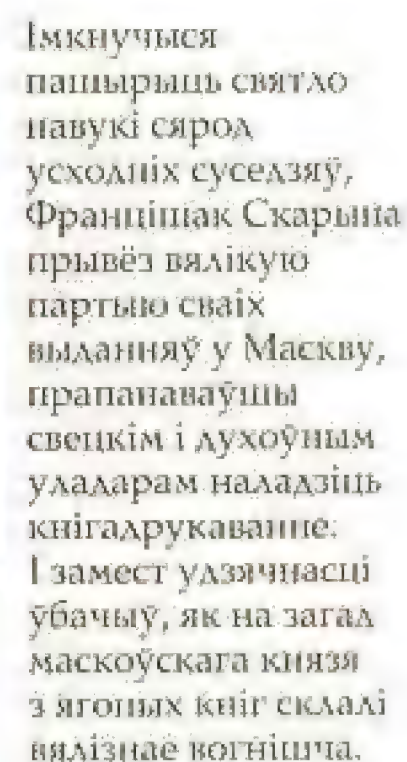 Імкнучыся
пашырыць святло
навукі сярод
усходніх суседзяў,
Францішак Скарына
прывёз вялікую
партыю сваіх
выданняў у Маскву,
прапанаваўшы
свецкім і духоўным
уладарам наладзіць
кнігадрукаванне.
І замест удзячнасці
ўбачыў, як на загад
маскоўскага князя
з ягоных кніг склалі
вялізнае вогнішча.